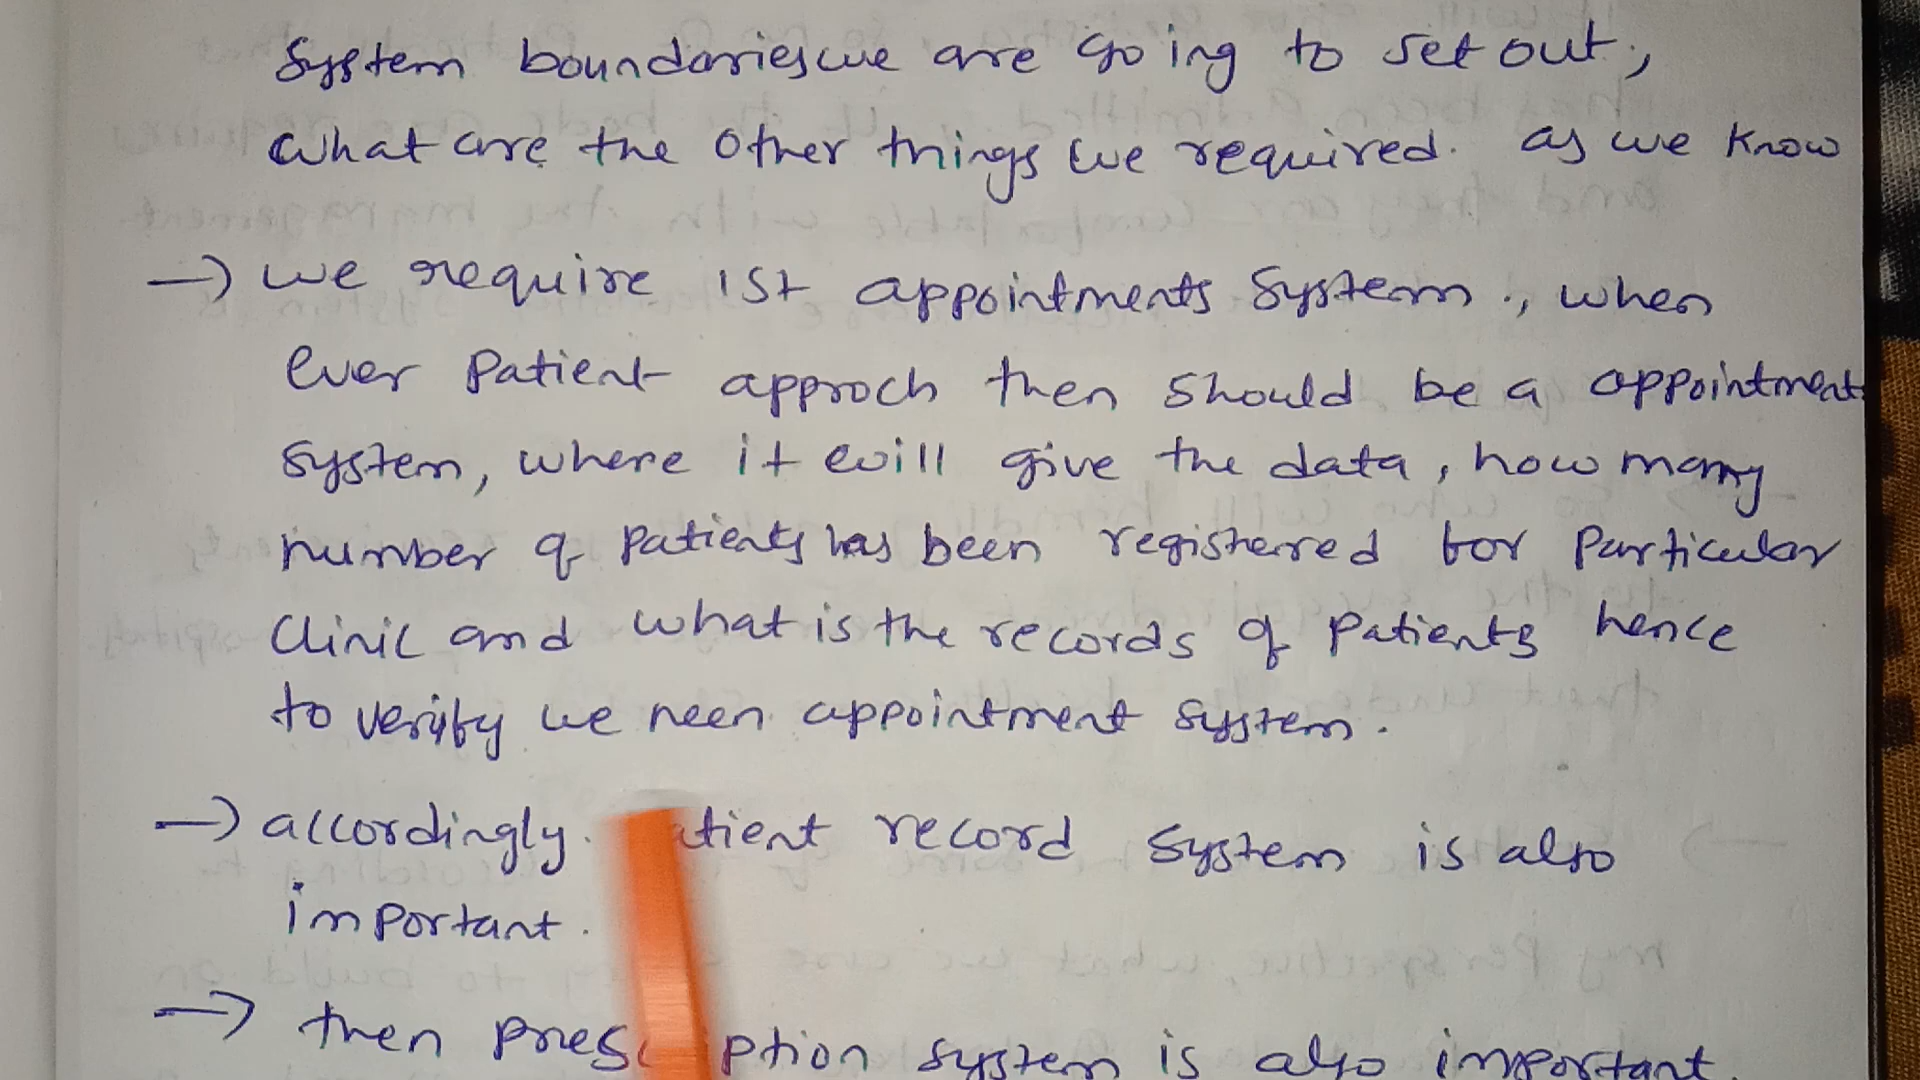 System boundaries we are going to set out,
what are the other things we required. as we know
→ we require 1st appointments system., when
ever patient approch then should be a appointment
system, where it will give the data, how many
number of patients has been registered for particular
clinic and what is the records of patients hence
to verify we neen appointment system.
→ accordingly. record system is also
important.
→ then system is also important.